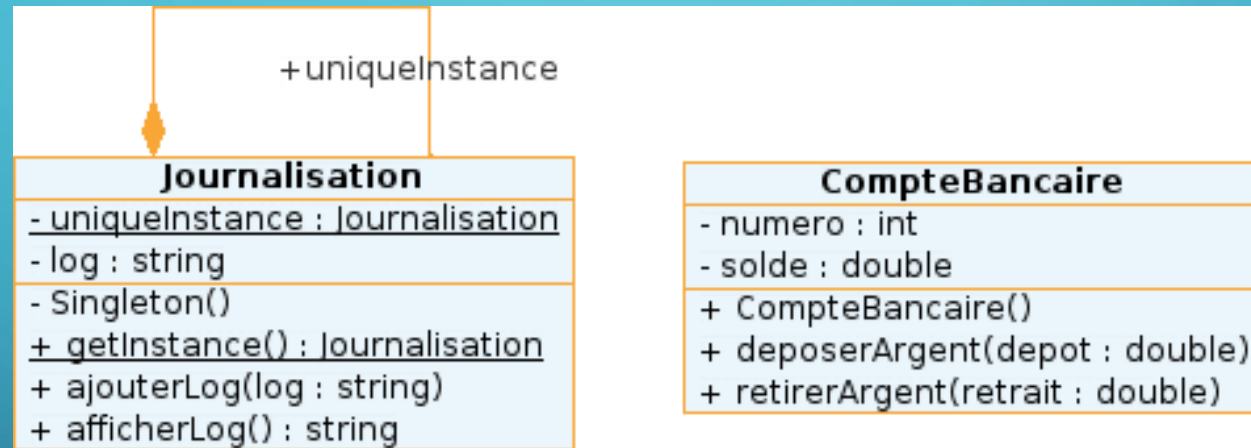 +uniqueInstance
Journalisation
- uniqueInstance : Journalisation
- log : string
- Singleton()
+ getInstance() : Journalisation
+ ajouterLog(log : string)
+ afficherLog() : string
CompteBancaire
- numero : int
- solde : double
+ CompteBancaire()
+ deposerArgent(depot : double)
+ retirerArgent(retrait : double)